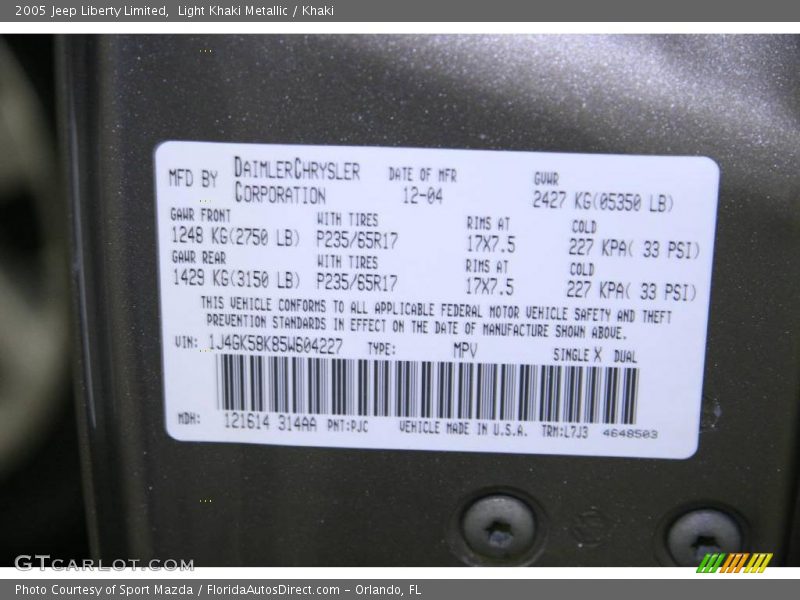 2005 Jeep Liberty Limited,  Light Khaki Metallic / Khaki
MFD BY DAIMLERCHRYSLER CORPORATION
DATE OF MFR 12-04
GVWR 2427 KG(05350 LB)
GAWR FRONT WITH TIRES RIMS AT COLD
1248 KG(2750 LB) P235/65R17 17X7.5 227 KPA( 33 PSI)
GAWR REAR WITH TIRES RIMS AT COLD
1429 KG(3150 LB) P235/65R17 17X7.5 227 KPA( 33 PSI)
THIS VEHICLE CONFORMS TO ALL APPLICABLE FEDERAL MOTOR VEHICLE SAFETY AND THEFT
PREVENTION STANDARDS IN EFFECT ON THE DATE OF MANUFACTURE SHOWN ABOVE.
VIN: 1J4GK58K85W604227 TYPE: MPV SINGLE X DUAL
MDH: 121614 314AA PNT:PJC VEHICLE MADE IN U.S.A. TRM:L7J3 4648503
GTCARLOT.COM
Photo Courtesy of Sport Mazda / FloridaAutosDirect.com – Orlando, FL